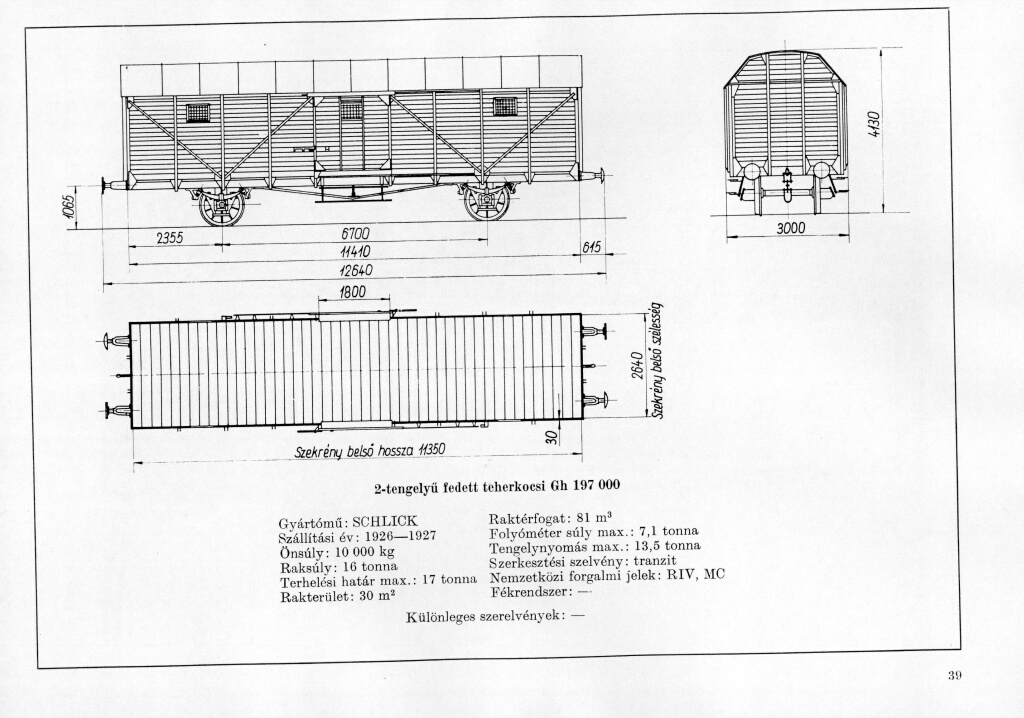 1065
2355
6700
11410
615
12640
4130
3000
1800
2640
Szekrény belső szélesség
30
Szekrény belső hossza 11350
2-tengelyű fedett teherkocsi Gh 197 000
Gyártómű: SCHLICK
Szállítási év: 1926—1927
Önsúly: 10 000 kg
Raksúly: 16 tonna
Terhelési határ max.: 17 tonna
Rakterület: 30 m²
Raktérfogat: 81 m³
Folyóméter súly max.: 7,1 tonna
Tengelynyomás max.: 13,5 tonna
Szerkesztési szelvény: tranzit
Nemzetközi forgalmi jelek: RIV, MC
Fékrendszer: —
Különleges szerelvények: —
39